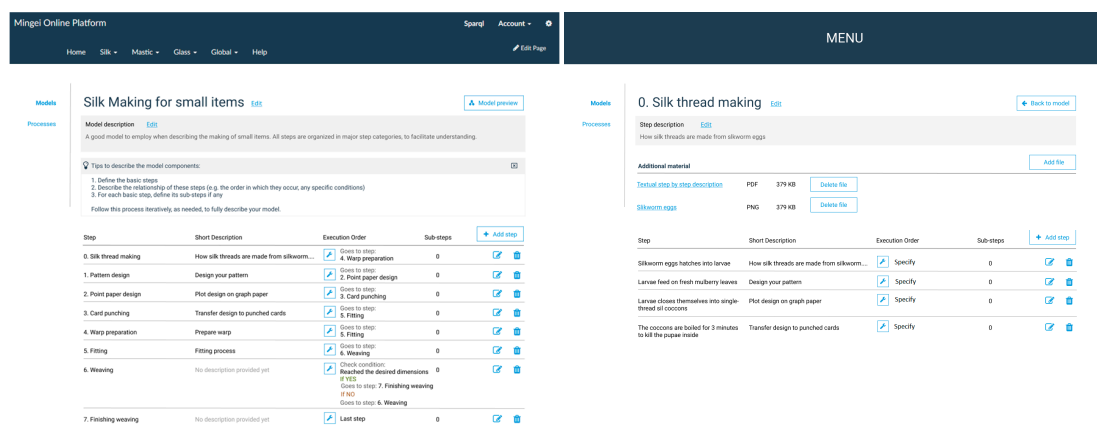 Mingei Online Platform
Sparql Account
Edit Page
Home Silk Mastic Glass Global Help
Models
Processes
Silk Making for small items Edit
Model preview
Model description Edit
A good model to employ when describing the making of small items. All steps are organized in major step categories, to facilitate understanding.
Tips to describe the model components:
1. Define the basic steps
2. Describe the relationship of these steps (e.g. the order in which they occur, any specific conditions)
3. For each basic step, define its sub-steps if any
Follow this process iteratively, as needed, to fully describe your model.
+ Add step
Step Short Description Execution Order Sub-steps
0. Silk thread making How silk threads are made from silkworm.... Goes to step: 0
4. Warp preparation
1. Pattern design Design your pattern Goes to step: 0
2. Point paper design
2. Point paper design Plot design on graph paper Goes to step: 0
3. Card punching
3. Card punching Transfer design to punched cards Goes to step: 0
5. Fitting
4. Warp preparation Prepare warp Goes to step: 0
5. Fitting
5. Fitting Fitting process Goes to step: 0
6. Weaving
6. Weaving No description provided yet Check condition: 0
Reached the desired dimensions
If YES:
Goes to step: 7. Finishing weaving
If NO
Goes to step: 6. Weaving
7. Finishing weaving No description provided yet Last step 0
MENU
Models
Processes
0. Silk thread making Edit
Back to model
Step description Edit
How silk threads are made from silkworm eggs
Additional material Add file
Textual step by step description PDF 379 KB Delete file
Slikworm eggs PNG 379 KB Delete file
+ Add step
Step Short Description Execution Order Sub-steps
Silkworm eggs hatches into larvae How silk threads are made from silkworm.... Specify 0
Larvae feed on fresh mulberry leaves Design your pattern Specify 0
Larvae closes themselves into single- Plot design on graph paper Specify 0
thread sil coccons
The coccons are boiled for 3 minutes Transfer design to punched cards Specify 0
to kill the pupae inside